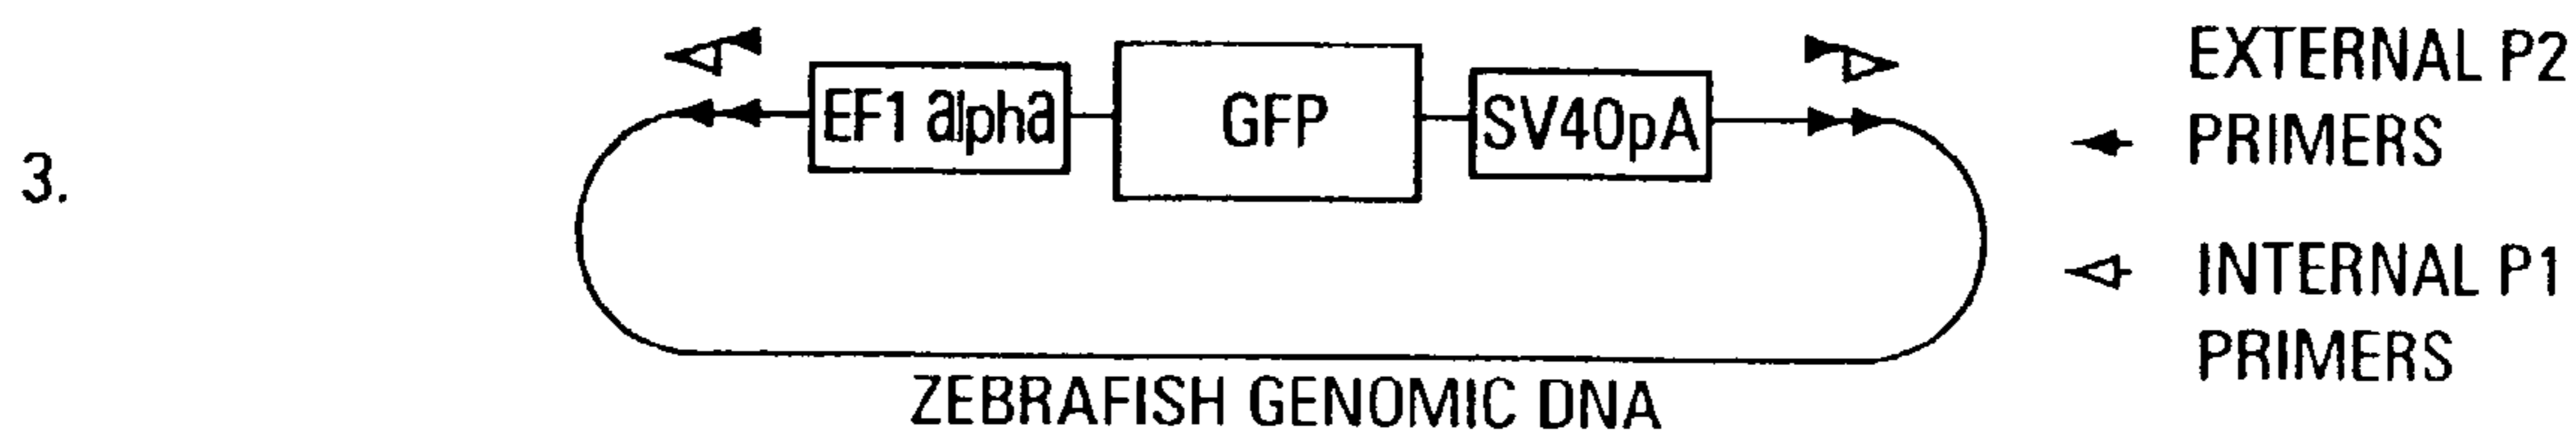 3.
EF1 alpha
GFP
SV40pA
ZEBRAFISH GENOMIC DNA
EXTERNAL P2
PRIMERS
INTERNAL P1
PRIMERS